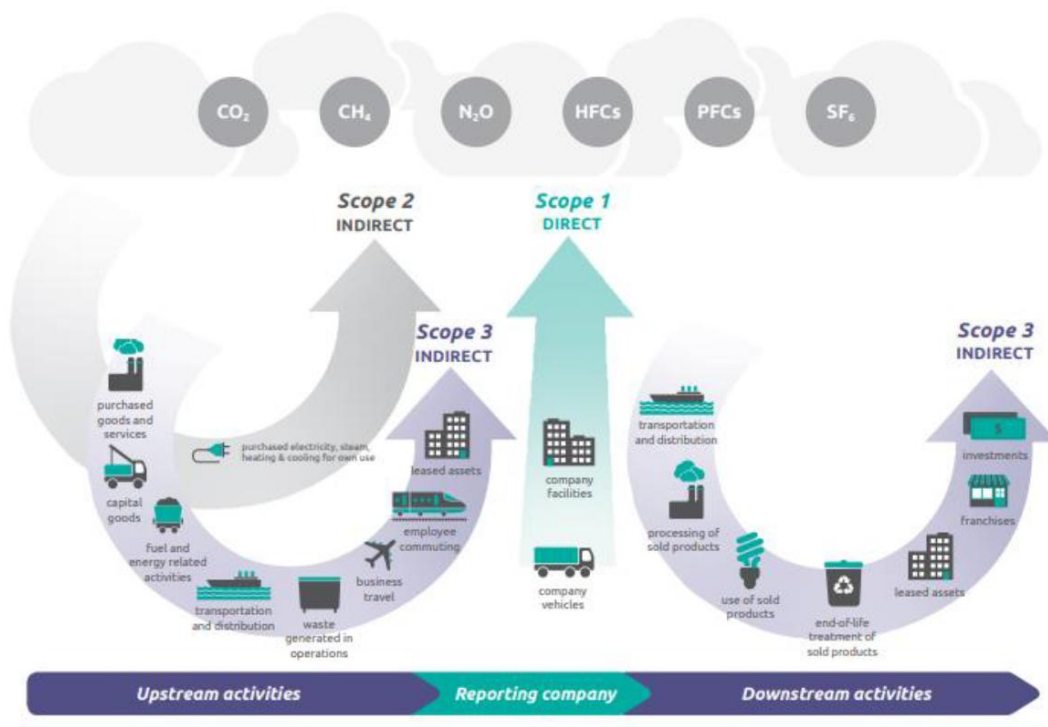 CO₂
CH₄
N₂O
HFCs
PFCs
SF₆
Scope 2
INDIRECT
Scope 1
DIRECT
Scope 3
INDIRECT
Scope 3
INDIRECT
purchased
goods and
services
capital
goods
fuel and
energy related
activities
transportation
and distribution
waste
generated in
operations
business
travel
employee
commuting
leased assets
purchased electricity, steam,
heating & cooling for own use
company
facilities
company
vehicles
transportation
and distribution
processing of
sold products
use of sold
products
end-of-life
treatment of
sold products
leased assets
franchises
investments
$
Upstream activities
Reporting company
Downstream activities